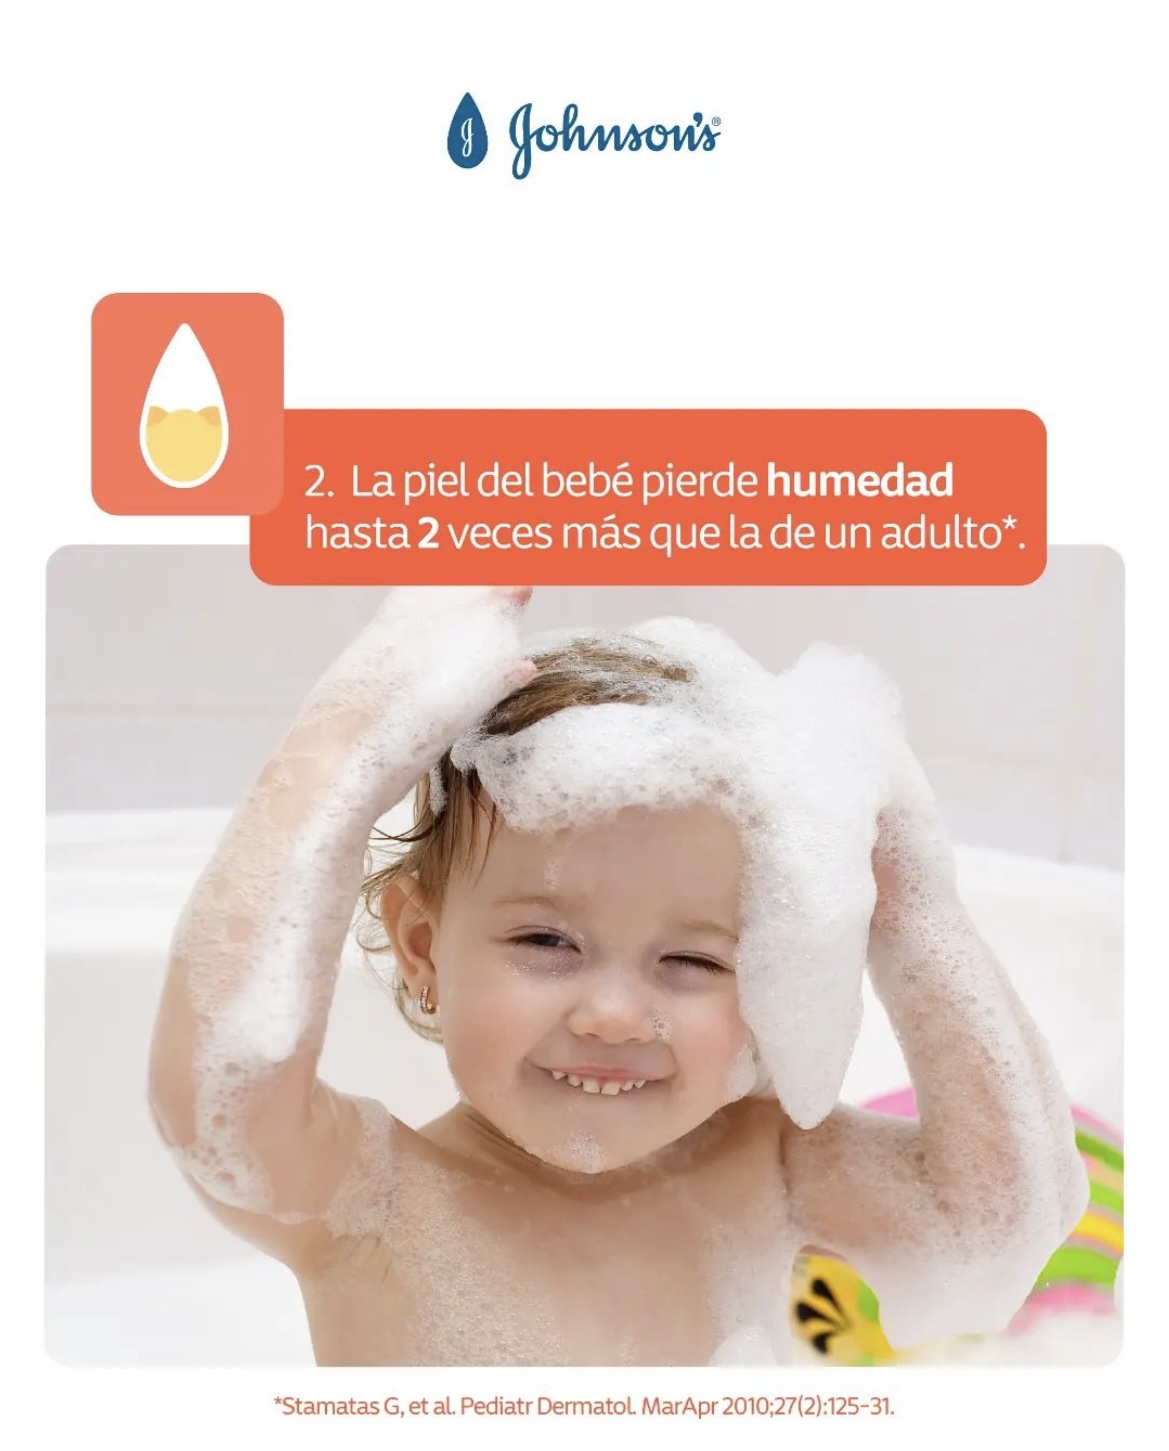 Johnson's®
2. La piel del bebé pierde humedad
hasta 2 veces más que la de un adulto*.
*Stamatas G, et al. Pediatr Dermatol. MarApr 2010;27(2):125-31.